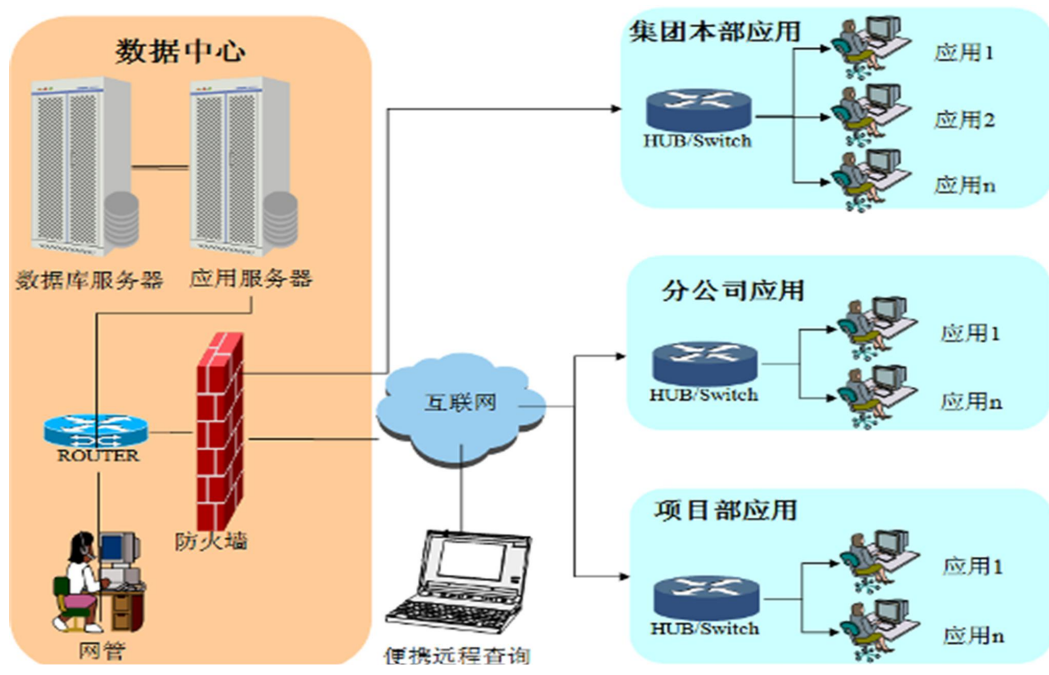 数据中心
数据库服务器
应用服务器
ROUTER
防火墙
网管
互联网
便携远程查询
集团本部应用
HUB/Switch
应用1
应用2
应用n
分公司应用
HUB/Switch
应用1
应用n
项目部应用
HUB/Switch
应用1
应用n